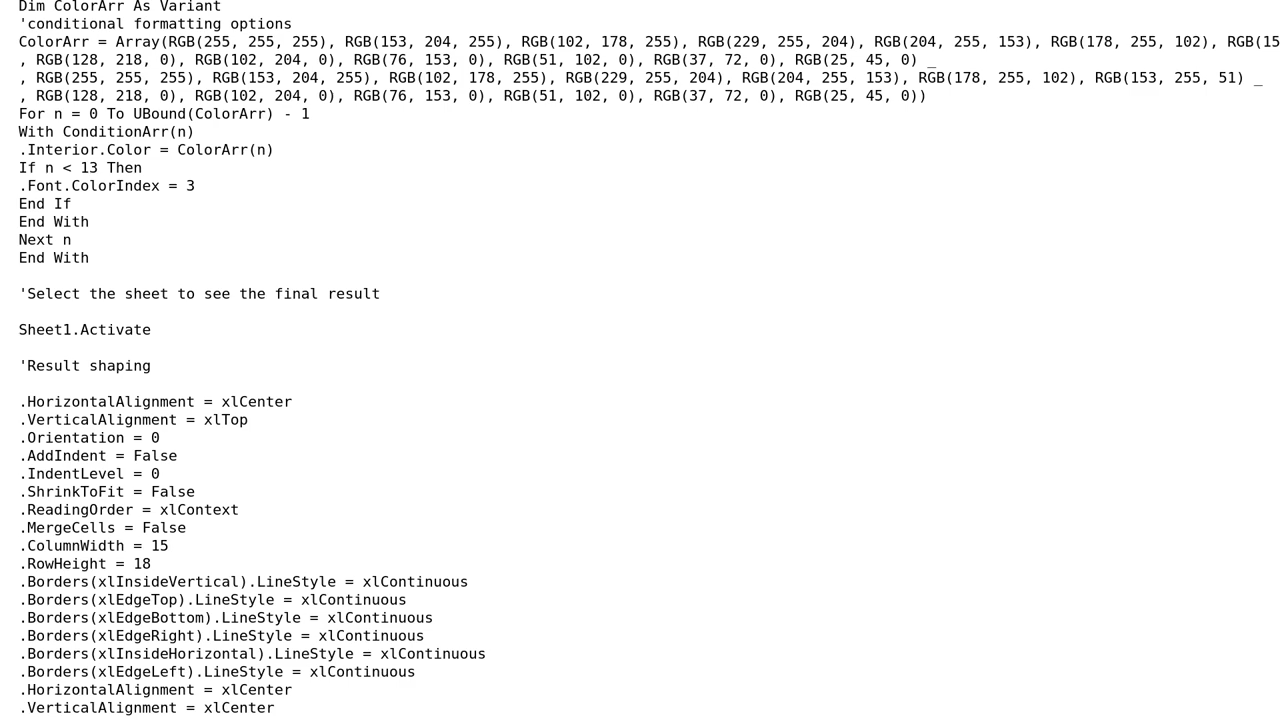 Dim ColorArr As Variant
'conditional formatting options
ColorArr = Array(RGB(255, 255, 255), RGB(153, 204, 255), RGB(102, 178, 255), RGB(229, 255, 204), RGB(204, 255, 153), RGB(178, 255, 102), RGB(15
, RGB(128, 218, 0), RGB(102, 204, 0), RGB(76, 153, 0), RGB(51, 102, 0), RGB(37, 72, 0), RGB(25, 45, 0) _
, RGB(255, 255, 255), RGB(153, 204, 255), RGB(102, 178, 255), RGB(229, 255, 204), RGB(204, 255, 153), RGB(178, 255, 102), RGB(153, 255, 51) _
, RGB(128, 218, 0), RGB(102, 204, 0), RGB(76, 153, 0), RGB(51, 102, 0), RGB(37, 72, 0), RGB(25, 45, 0))
For n = 0 To UBound(ColorArr) - 1
With ConditionArr(n)
.Interior.Color = ColorArr(n)
If n < 13 Then
.Font.ColorIndex = 3
End If
End With
Next n
End With
'Select the sheet to see the final result
Sheet1.Activate
'Result shaping
.HorizontalAlignment = xlCenter
.VerticalAlignment = xlTop
.Orientation = 0
.AddIndent = False
.IndentLevel = 0
.ShrinkToFit = False
.ReadingOrder = xlContext
.MergeCells = False
.ColumnWidth = 15
.RowHeight = 18
.Borders(xlInsideVertical).LineStyle = xlContinuous
.Borders(xlEdgeTop).LineStyle = xlContinuous
.Borders(xlEdgeBottom).LineStyle = xlContinuous
.Borders(xlEdgeRight).LineStyle = xlContinuous
.Borders(xlInsideHorizontal).LineStyle = xlContinuous
.Borders(xlEdgeLeft).LineStyle = xlContinuous
.HorizontalAlignment = xlCenter
.VerticalAlignment = xlCenter